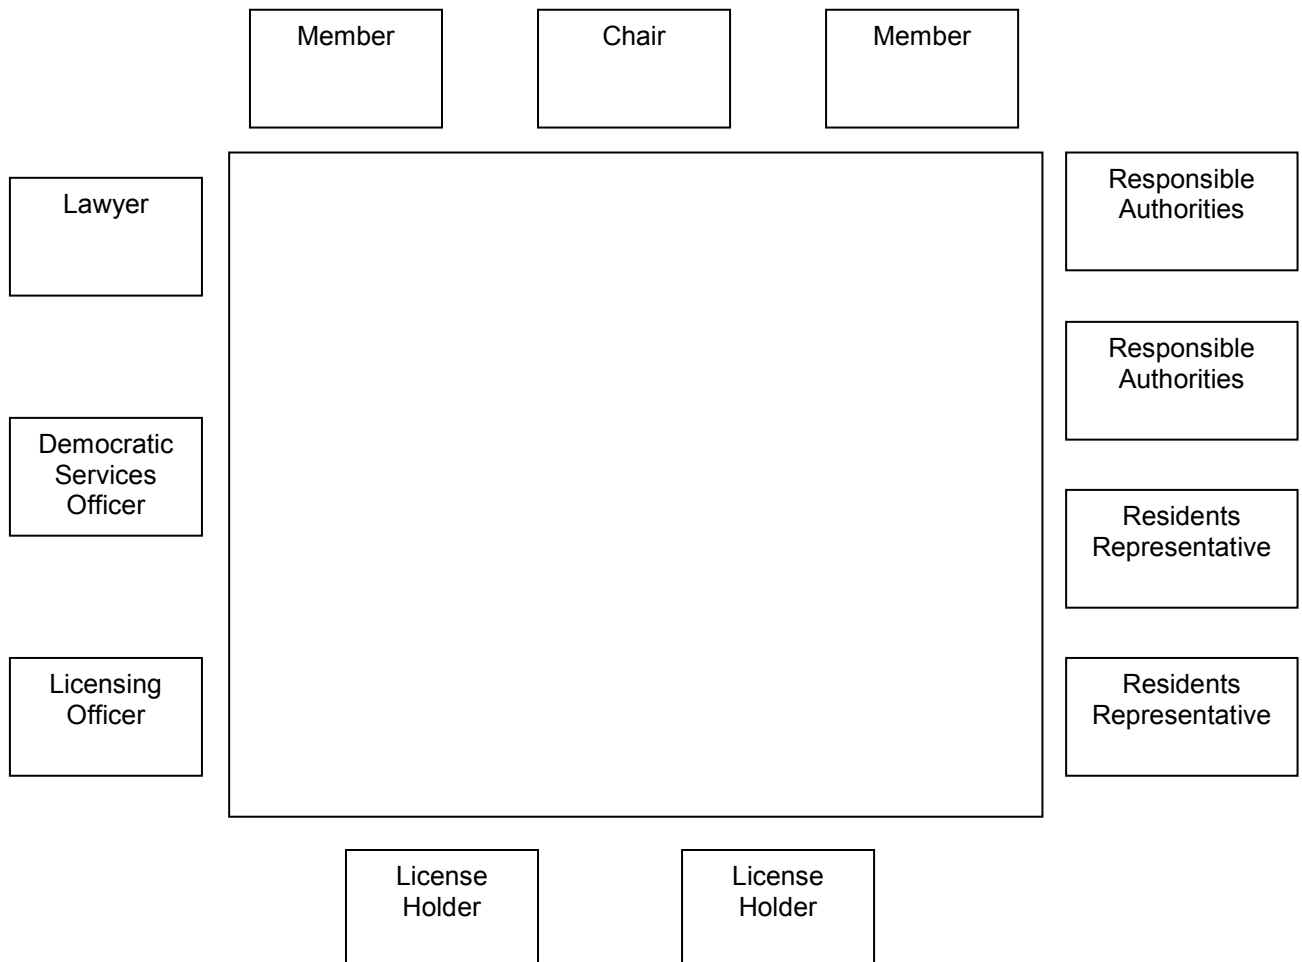 Member
Chair
Member
Lawyer
Responsible
Authorities
Responsible
Authorities
Democratic
Services
Officer
Residents
Representative
Licensing
Officer
Residents
Representative
License
Holder
License
Holder